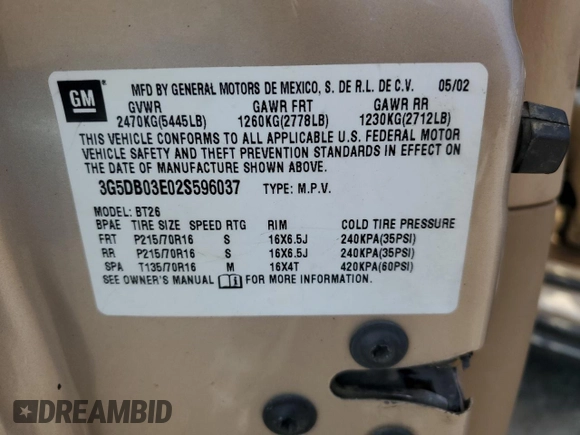 GM
MFD BY GENERAL MOTORS DE MEXICO, S. DE R.L. DE C.V. 05/02
GVWR GAWR FRT GAWR RR
2470KG(5445LB) 1260KG(2778LB) 1230KG(2712LB)
THIS VEHICLE CONFORMS TO ALL APPLICABLE U.S. FEDERAL MOTOR
VEHICLE SAFETY AND THEFT PREVENTION STANDARDS IN EFFECT ON
THE DATE OF MANUFACTURE SHOWN ABOVE.
3G5DB03E02S596037 TYPE: M.P.V.
MODEL: BT26
BPAE TIRE SIZE SPEED RTG RIM COLD TIRE PRESSURE
FRT P215/70R16 S 16X6.5J 240KPA(35PSI)
RR P215/70R16 S 16X6.5J 240KPA(35PSI)
SPA T135/70R16 M 16X4T 420KPA(60PSI)
SEE OWNER'S MANUAL FOR MORE INFORMATION
DREAMBID